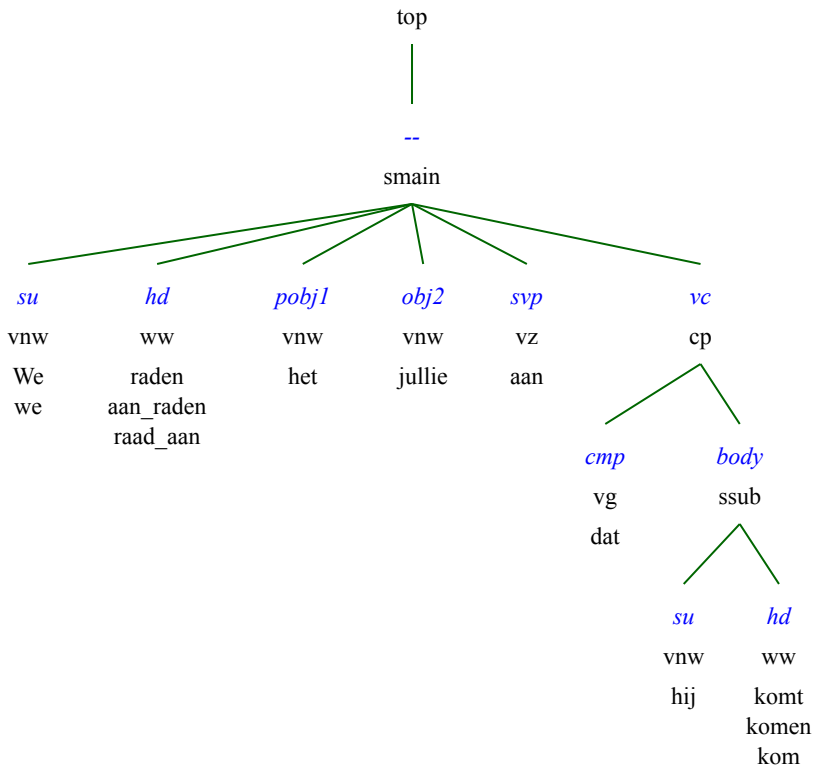 top
--
smain
su hd pobj1 obj2 svp vc
vnw ww vnw vnw vz cp
We raden het jullie aan
we aan_raden
raad_aan
cmp body
vg ssub
dat
su hd
vnw ww
hij komt
komen
kom